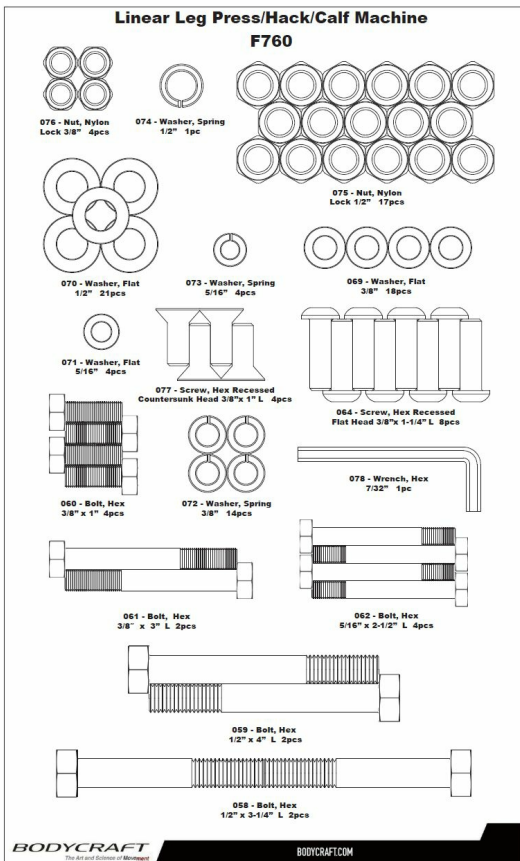 Linear Leg Press/Hack/Calf Machine
F760
076 - Nut, Nylon
Lock 3/8" 4pcs
074 - Washer, Spring
1/2" 1pc
075 - Nut, Nylon
Lock 1/2" 17pcs
070 - Washer, Flat
1/2" 21pcs
073 - Washer, Spring
5/16" 4pcs
069 - Washer, Flat
3/8" 18pcs
071 - Washer, Flat
5/16" 4pcs
077 - Screw, Hex Recessed
Countersunk Head 3/8"x 1" L 4pcs
064 - Screw, Hex Recessed
Flat Head 3/8"x 1-1/4" L 8pcs
060 - Bolt, Hex
3/8" x 1" 4pcs
072 - Washer, Spring
3/8" 14pcs
078 - Wrench, Hex
7/32" 1pc
061 - Bolt, Hex
3/8" x 3" L 2pcs
062 - Bolt, Hex
5/16" x 2-1/2" L 4pcs
059 - Bolt, Hex
1/2" x 4" L 2pcs
058 - Bolt, Hex
1/2" x 3-1/4" L 2pcs
BODYCRAFT
The Art and Science of Movement
BODYCRAFT.COM